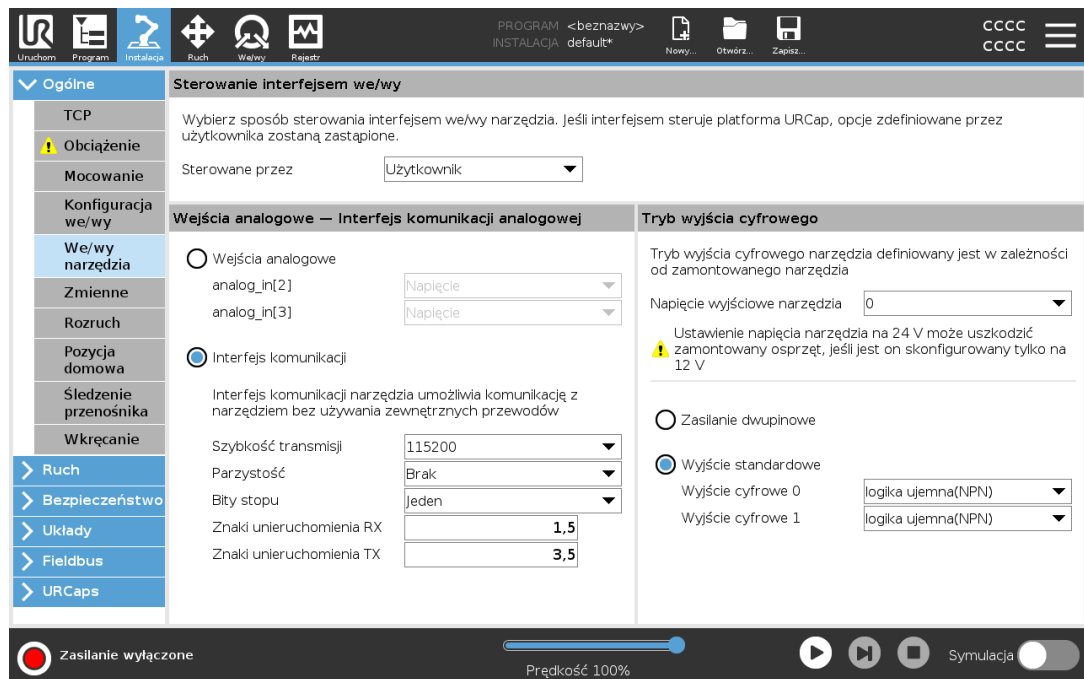 PROGRAM <beznazwy>
INSTALACJA default*
CCCC
CCCC
Uruchom Program Instalacja Ruch We/wy Rejestr Nowy... Otwórz... Zapisz...
Ogólne
TCP
Obciążenie
Mocowanie
Konfiguracja
we/wy
We/wy
narzędzia
Zmienne
Rozruch
Pozycja
domowa
Śledzenie
przenośnika
Wkręcanie
Ruch
Bezpieczeństwo
Układy
Fieldbus
URCaps
Sterowanie interfejsem we/wy
Wybierz sposób sterowania interfejsem we/wy narzędzia. Jeśli interfejsem steruje platforma URCap, opcje zdefiniowane przez
użytkownika zostaną zastąpione.
Sterowane przez Użytkownik
Wejścia analogowe — Interfejs komunikacji analogowej
Wejścia analogowe
analog_in[2] Napięcie
analog_in[3] Napięcie
Interfejs komunikacji
Interfejs komunikacji narzędzia umożliwia komunikację z
narzędziem bez używania zewnętrznych przewodów
Szybkość transmisji 115200
Parzystość Brak
Bity stopu Jeden
Znaki unieruchomienia RX 1,5
Znaki unieruchomienia TX 3,5
Tryb wyjścia cyfrowego
Tryb wyjścia cyfrowego narzędzia definiowany jest w zależności
od zamontowanego narzędzia
Napięcie wyjściowe narzędzia 0
Ustawienie napięcia narzędzia na 24 V może uszkodzić
zamontowany osprzęt, jeśli jest on skonfigurowany tylko na
12 V
Zasilanie dwupinowe
Wyjście standardowe
Wyjście cyfrowe 0 logika ujemna(NPN)
Wyjście cyfrowe 1 logika ujemna(NPN)
Zasilanie wyłączone
Prędkość 100%
Symulacja